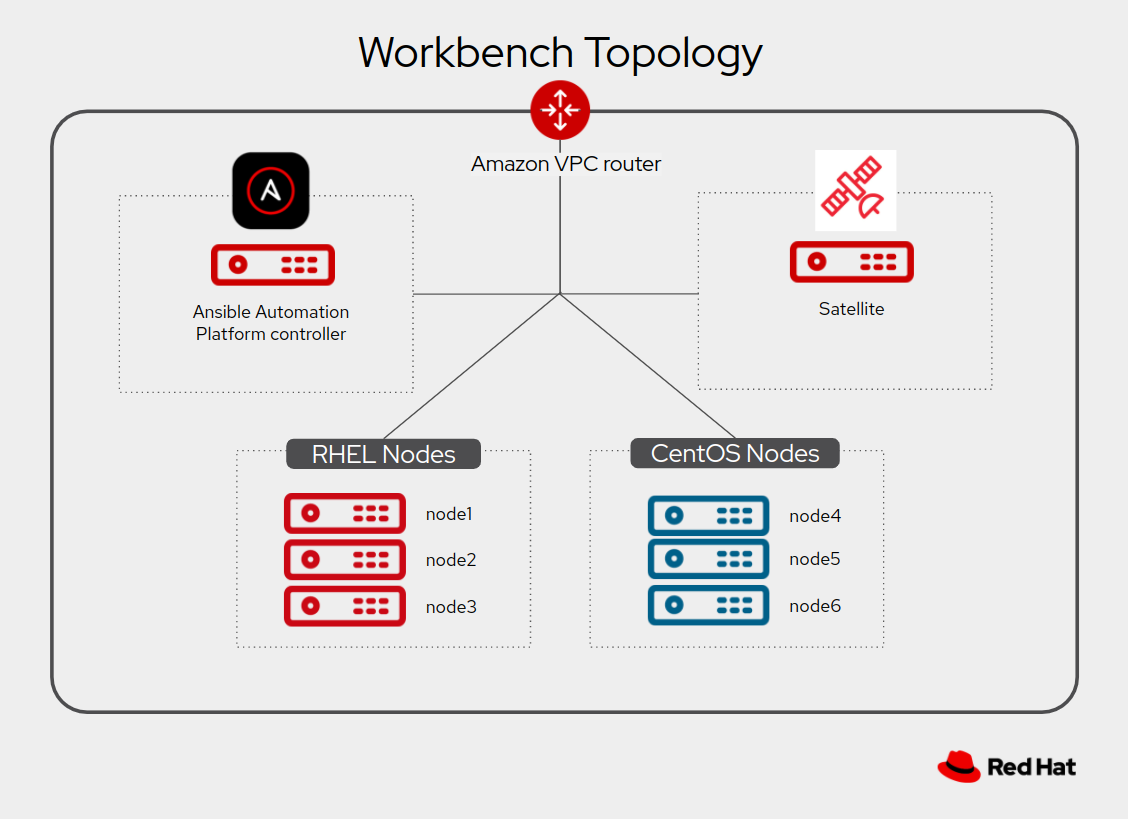 Workbench Topology
Amazon VPC router
Ansible Automation
Platform controller
Satellite
RHEL Nodes
node1
node2
node3
CentOS Nodes
node4
node5
node6
Red Hat